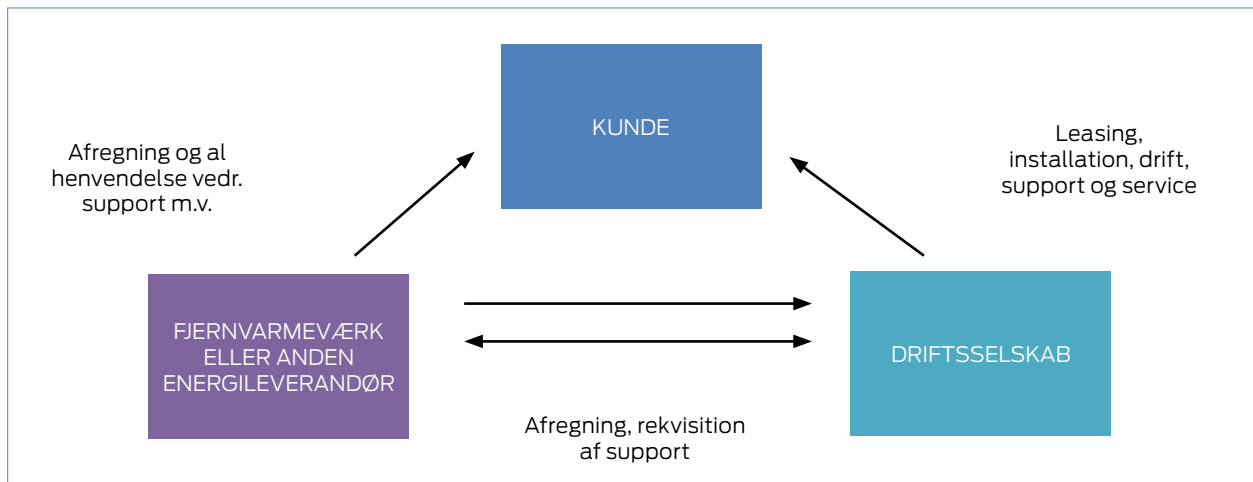 KUNDE
Afregning og al
henvendelse vedr.
support m.v.
Leasing,
installation, drift,
support og service
FJERNVARMEVÆRK
ELLER ANDEN
ENERGILEVERANDØR
DRIFTSSELSKAB
Afregning, rekvisition
af support